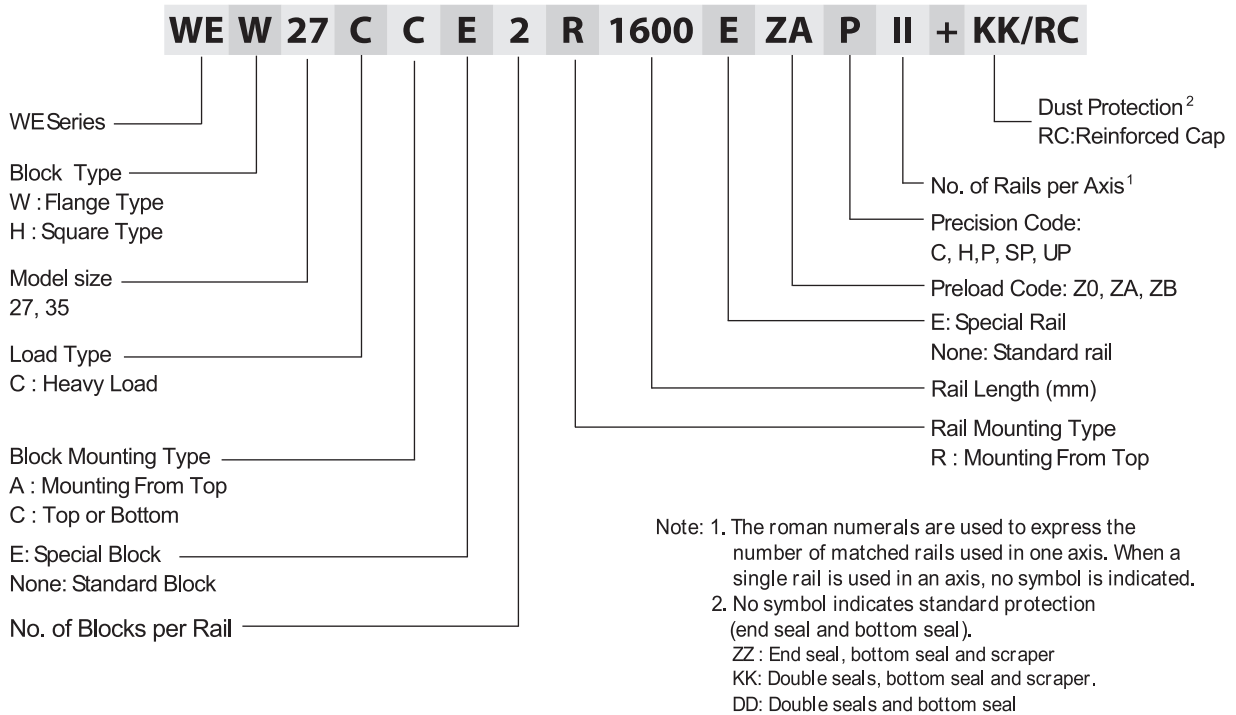 WE W 27 C C E 2 R 1600 E ZA P II + KK/RC
WESeries
Block Type
W : Flange Type
H : Square Type
Model size
27, 35
Load Type
C : Heavy Load
Block Mounting Type
A : Mounting From Top
C : Top or Bottom
E: Special Block
None: Standard Block
No. of Blocks per Rail
Dust Protection²
RC:Reinforced Cap
No. of Rails per Axis¹
Precision Code:
C, H,P, SP, UP
Preload Code: Z0, ZA, ZB
E: Special Rail
None: Standard rail
Rail Length (mm)
Rail Mounting Type
R : Mounting From Top
Note: 1. The roman numerals are used to express the
number of matched rails used in one axis. When a
single rail is used in an axis, no symbol is indicated.
2. No symbol indicates standard protection
(end seal and bottom seal).
ZZ : End seal, bottom seal and scraper
KK: Double seals, bottom seal and scraper.
DD: Double seals and bottom seal